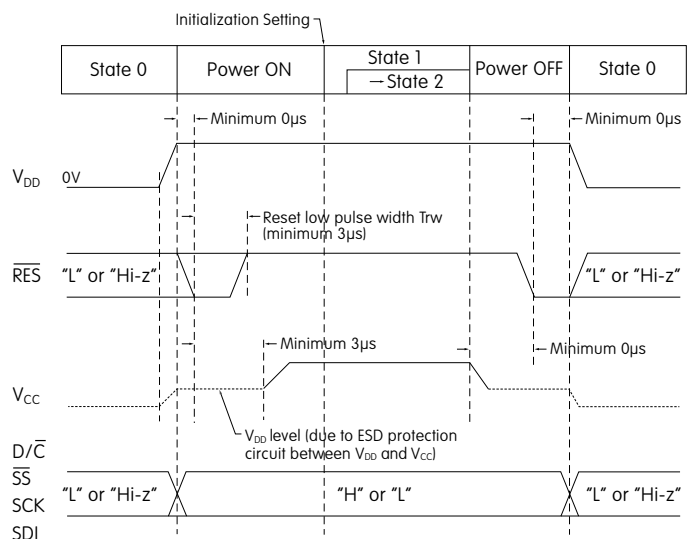 Initialization Setting
State 0 Power ON State 1 Power OFF State 0
→ State 2
Minimum 0µs Minimum 0µs
V_DD 0V
Reset low pulse width Trw
(minimum 3µs)
R̅E̅S̅ "L" or "Hi-z" "L" or "Hi-z"
Minimum 3µs Minimum 0µs
V_CC
V_DD level (due to ESD protection
circuit between V_DD and V_CC)
D/C̅
S̅S̅
"L" or "Hi-z" "H" or "L" "L" or "Hi-z"
SCK
SDI